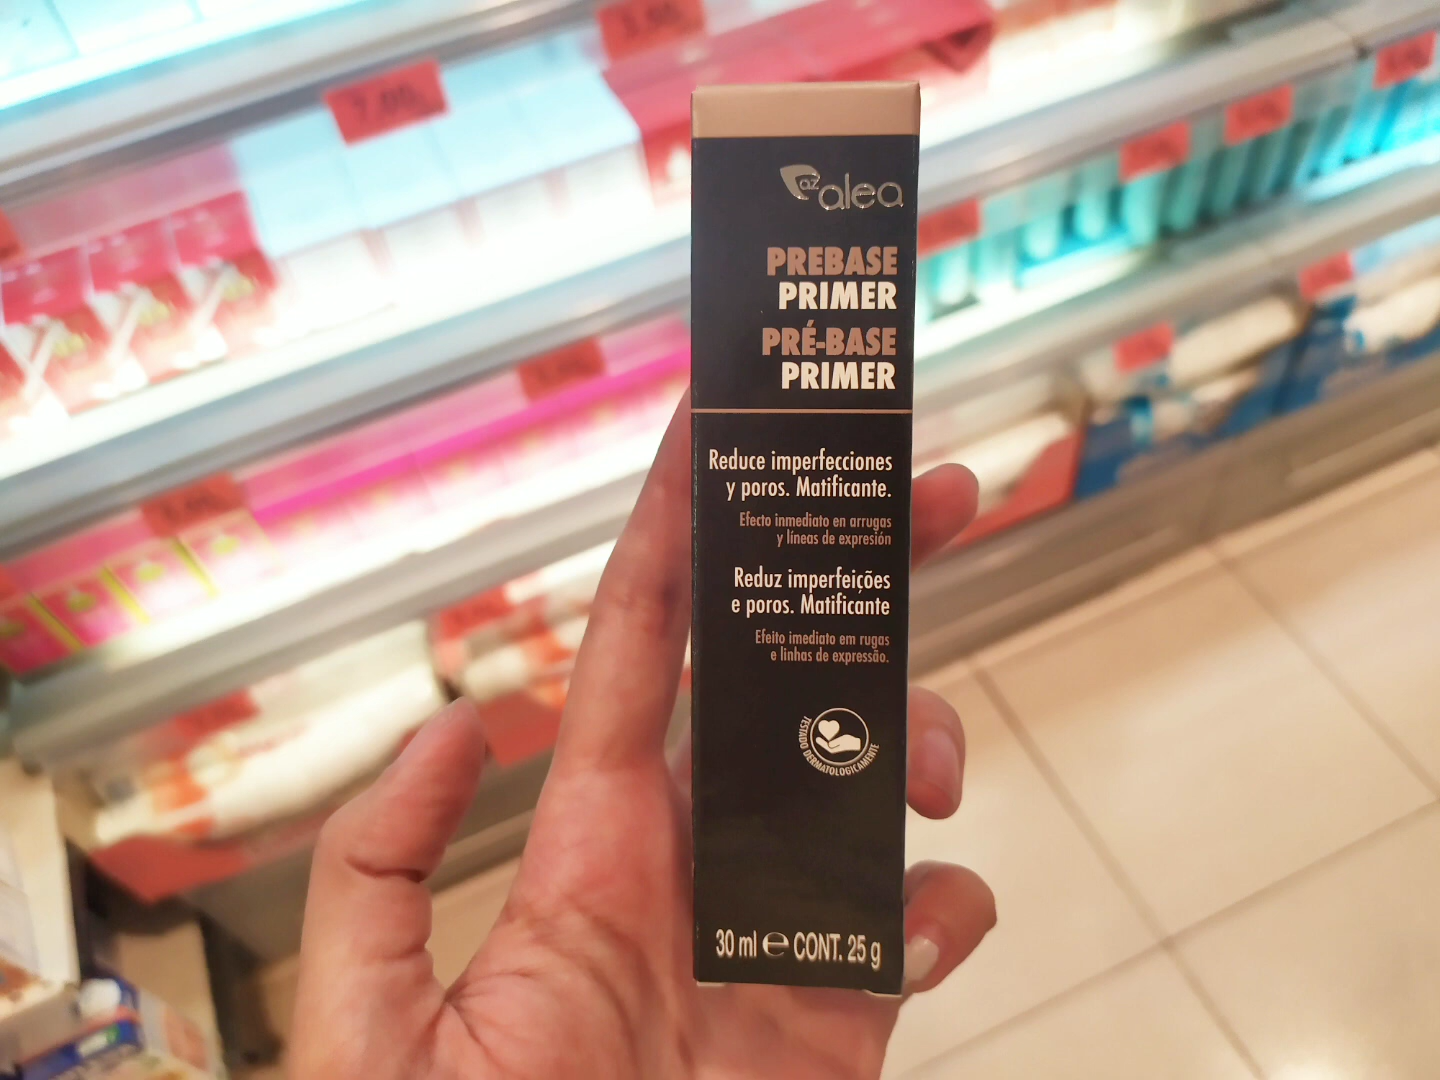 az alea
PREBASE
PRIMER
PRÉ-BASE
PRIMER
Reduce imperfecciones
y poros. Matificante.
Efecto inmediato en arrugas
y líneas de expresión
Reduz imperfeições
e poros. Matificante
Efeito imediato em rugas
e linhas de expressão.
TESTADO DERMATOLOGICAMENTE
30 ml ℮ CONT. 25 g